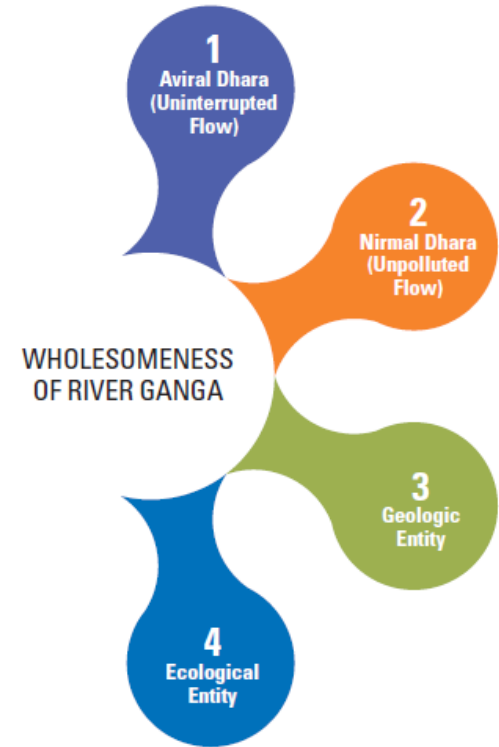 1
Aviral Dhara
(Uninterrupted
Flow)
2
Nirmal Dhara
(Unpolluted
Flow)
WHOLESOMENESS
OF RIVER GANGA
3
Geologic
Entity
4
Ecological
Entity